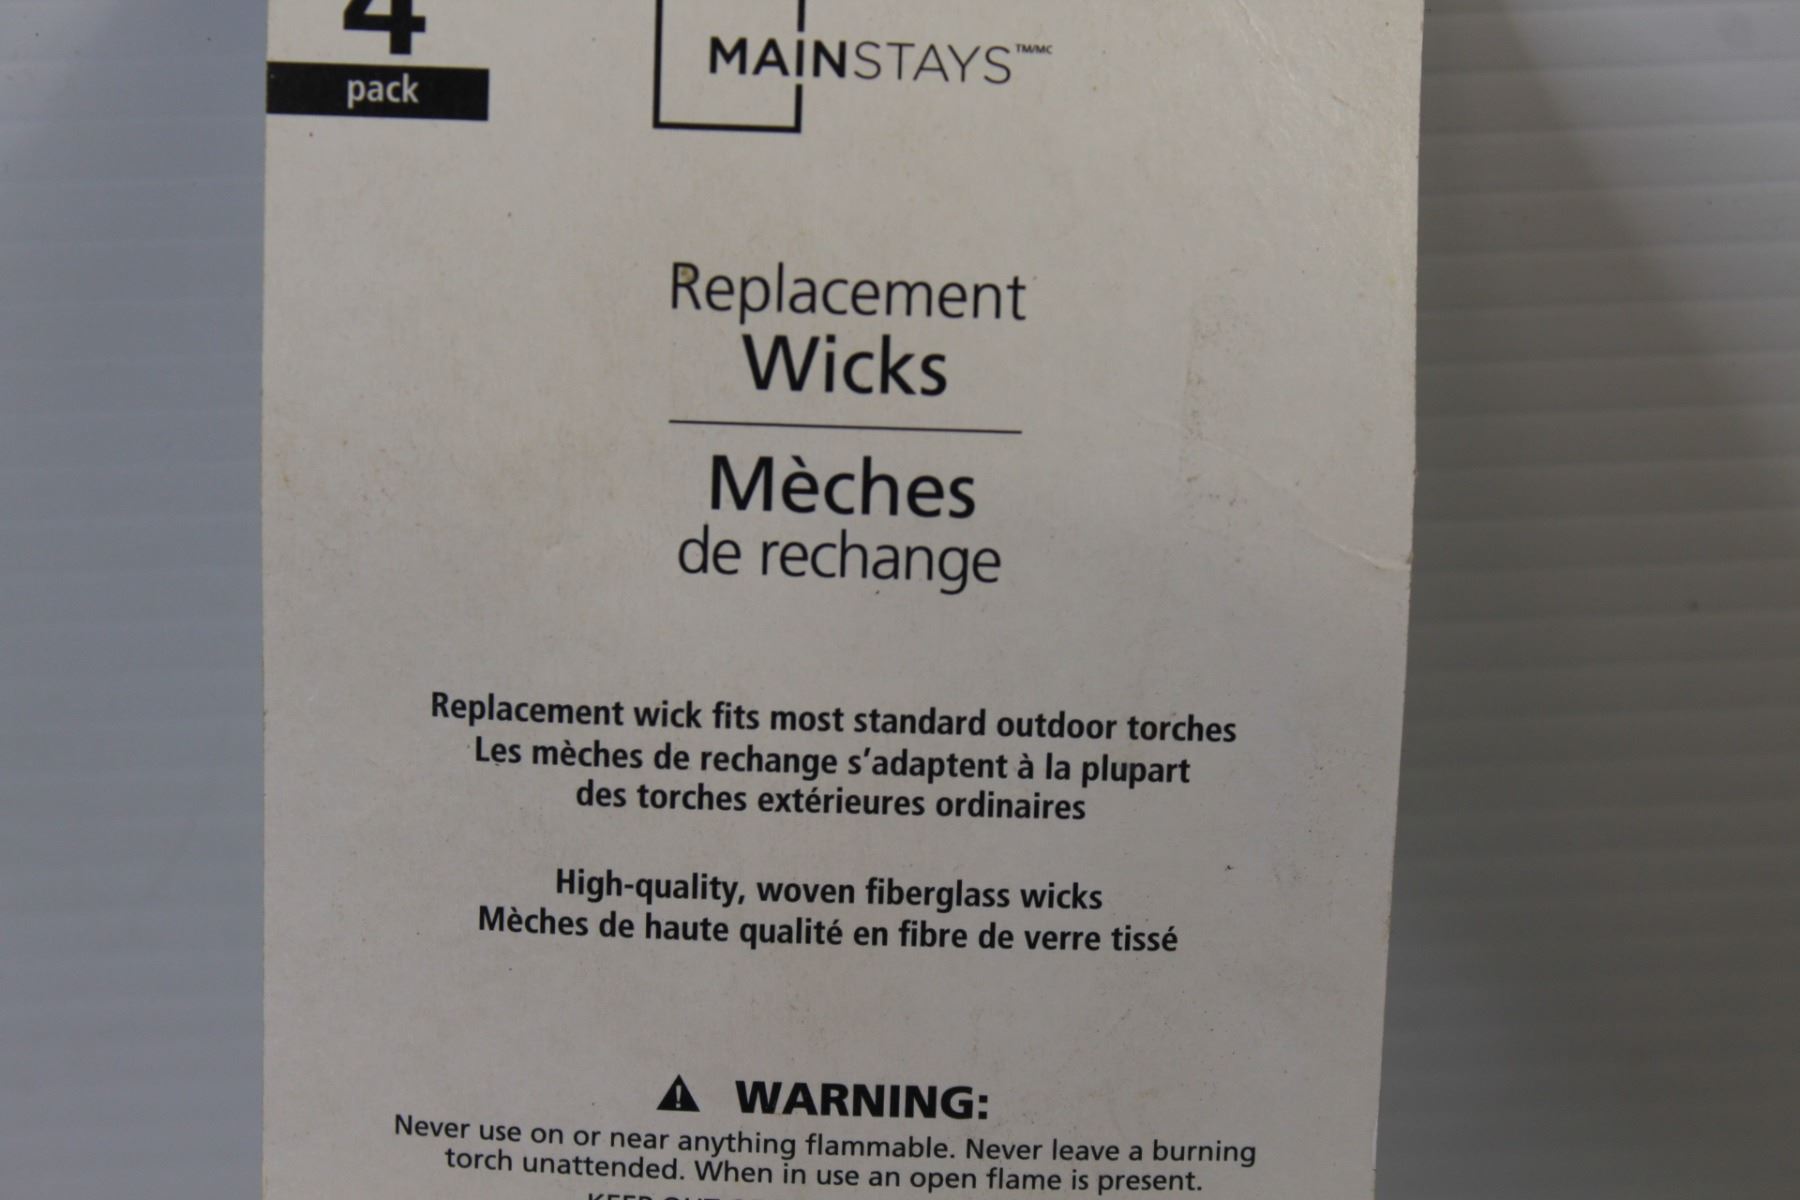 4
pack
MAINSTAYS™/MC
Replacement
Wicks
Mèches
de rechange
Replacement wick fits most standard outdoor torches
Les mèches de rechange s'adaptent à la plupart
des torches extérieures ordinaires
High-quality, woven fiberglass wicks
Mèches de haute qualité en fibre de verre tissé
WARNING:
Never use on or near anything flammable. Never leave a burning
torch unattended. When in use an open flame is present.
KEEP OUT